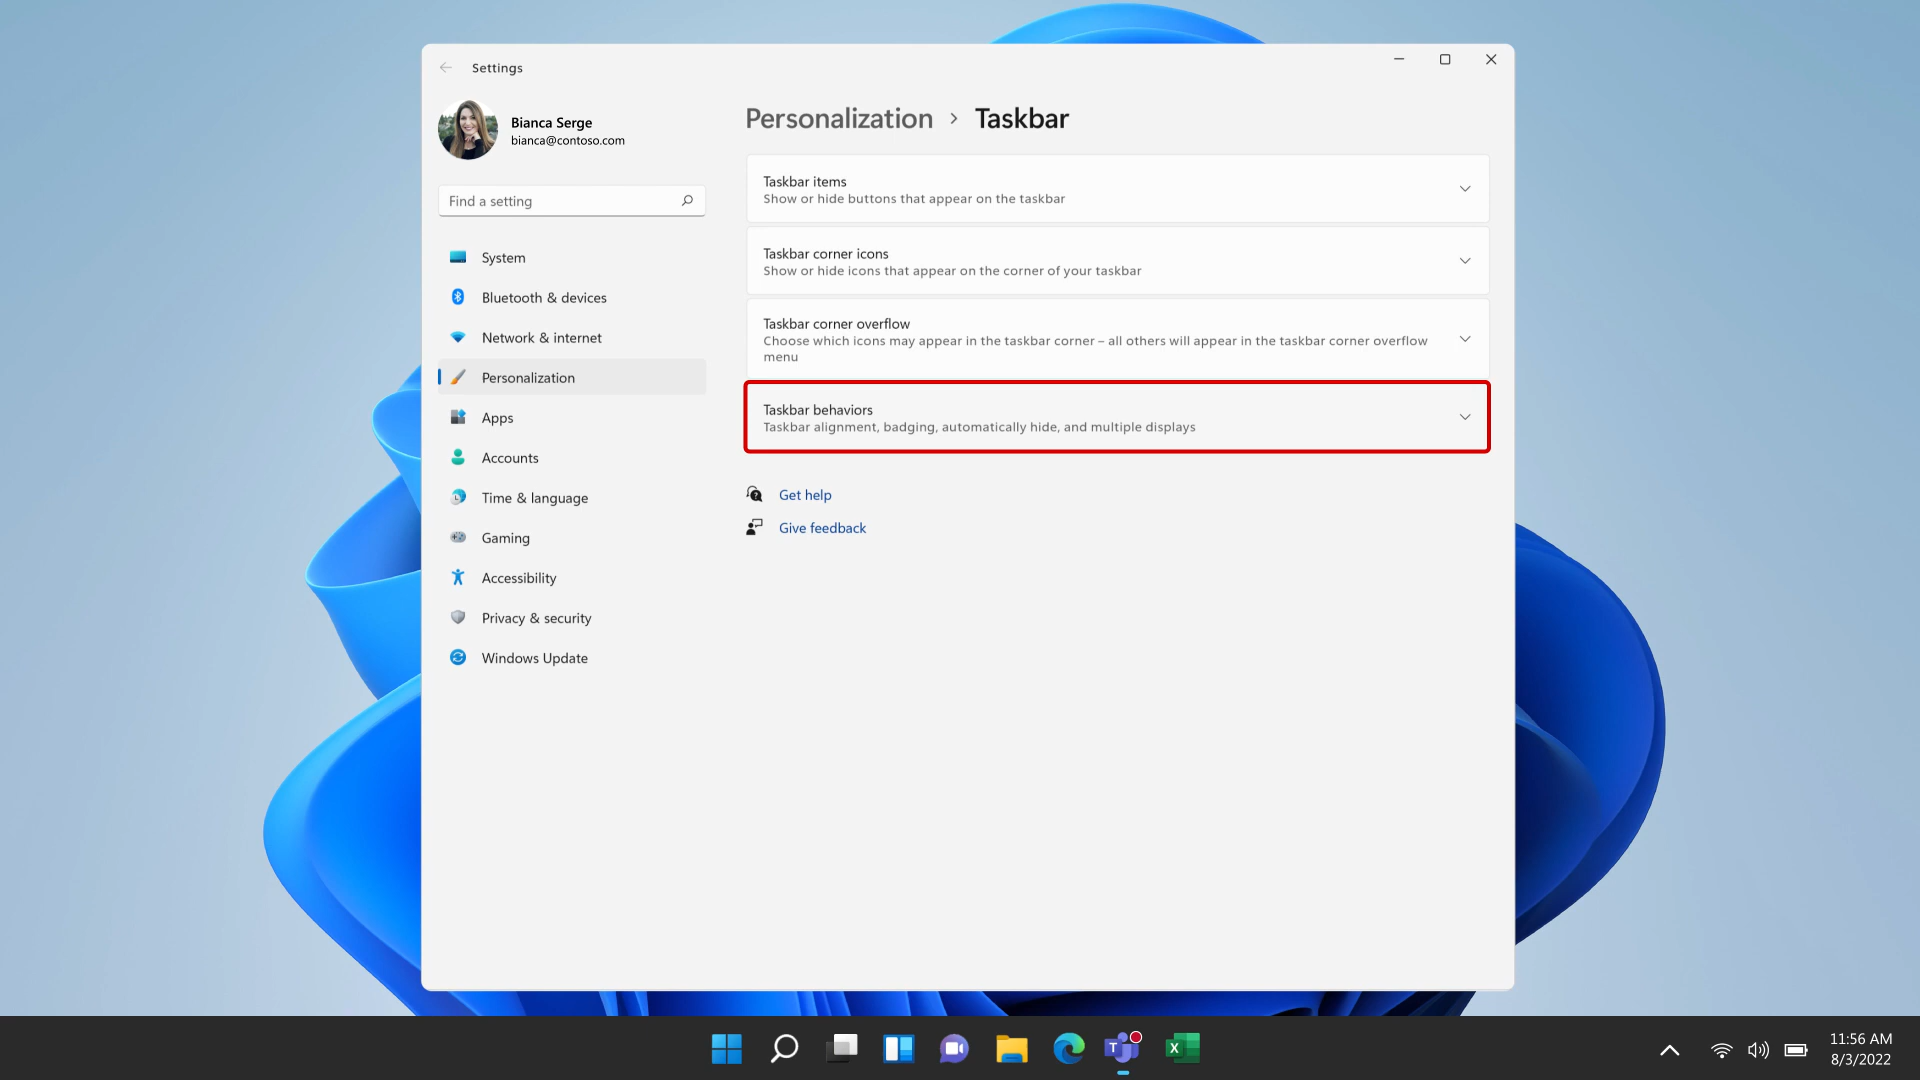 Settings
Bianca Serge
bianca@contoso.com
Find a setting
System
Bluetooth & devices
Network & internet
Personalization
Apps
Accounts
Time & language
Gaming
Accessibility
Privacy & security
Windows Update
Personalization > Taskbar
Taskbar items
Show or hide buttons that appear on the taskbar
Taskbar corner icons
Show or hide icons that appear on the corner of your taskbar
Taskbar corner overflow
Choose which icons may appear in the taskbar corner – all others will appear in the taskbar corner overflow
menu
Taskbar behaviors
Taskbar alignment, badging, automatically hide, and multiple displays
Get help
Give feedback
T
X
11:56 AM
8/3/2022